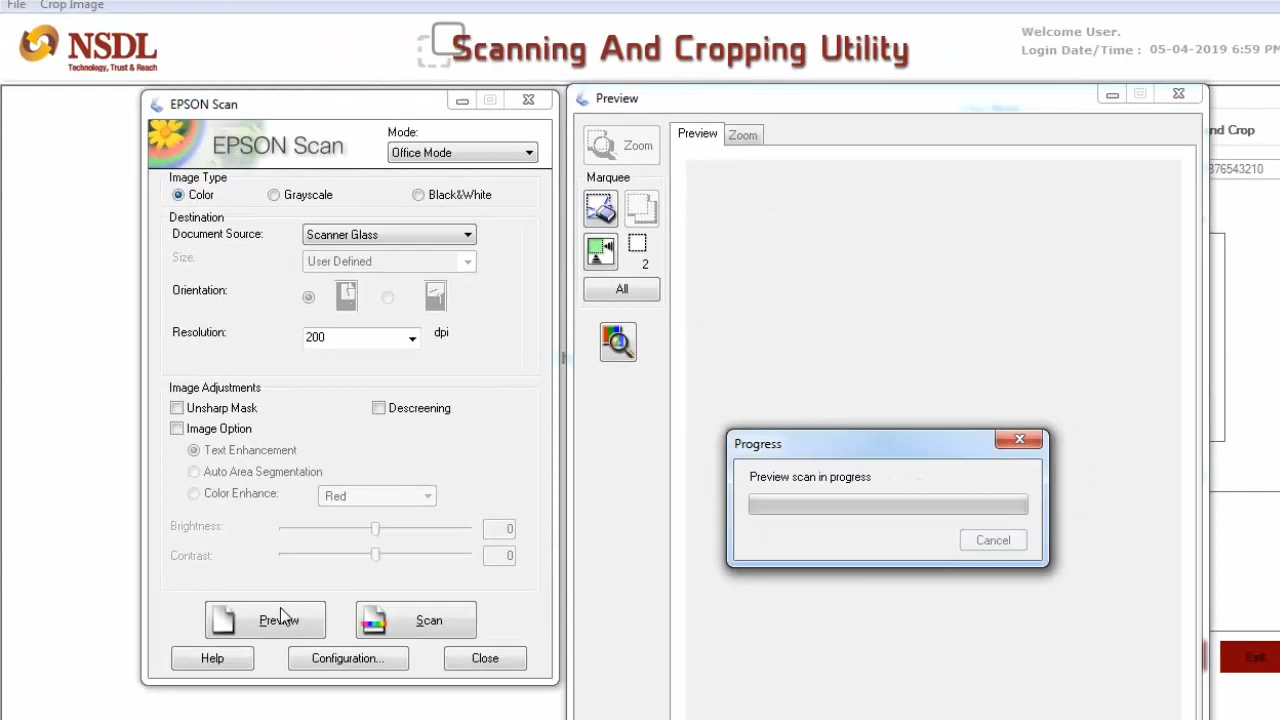 File Crop Image
NSDL
Technology, Trust & Reach
Scanning And Cropping Utility
Welcome User.
Login Date/Time : 05-04-2019 6:59 PM
EPSON Scan
EPSON Scan
Mode:
Office Mode
Image Type
Color Grayscale Black&White
Destination
Document Source: Scanner Glass
Size: User Defined
Orientation:
Resolution: 200 dpi
Image Adjustments
Unsharp Mask Descreening
Image Option
Text Enhancement
Auto Area Segmentation
Color Enhance: Red
Brightness: 0
Contrast: 0
Preview Scan
Help Configuration... Close
Preview
Zoom
Preview Zoom
Marquee
2
All
Progress
Preview scan in progress
Cancel
nd Crop
876543210
Exit